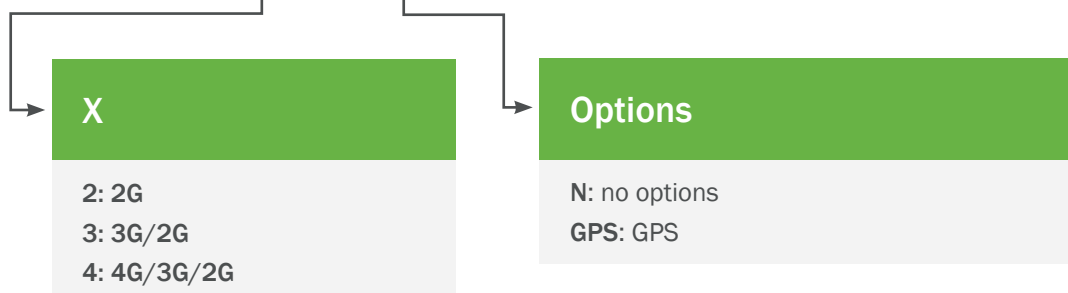 X
2: 2G
3: 3G/2G
4: 4G/3G/2G
Options
N: no options
GPS: GPS